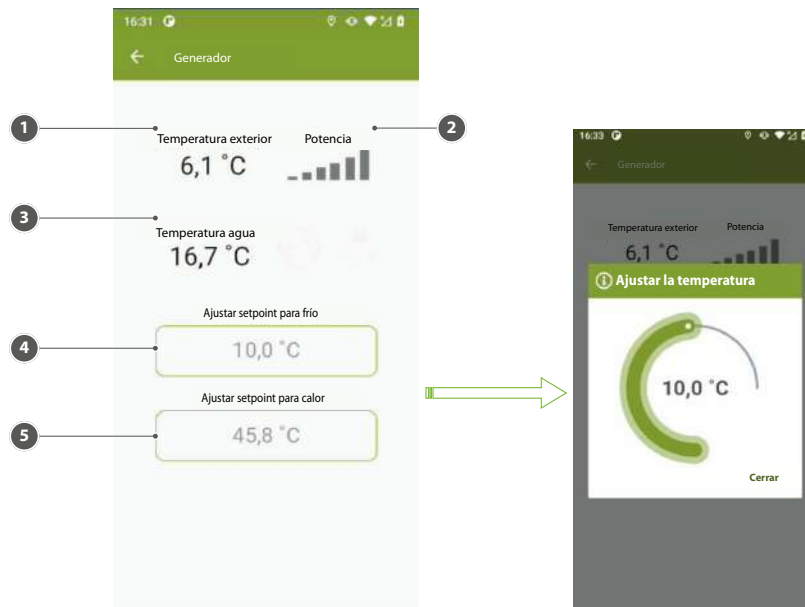 16:31
Generador
1
2
Temperatura exterior Potencia
6,1 °C
3
Temperatura agua
16,7 °C
Ajustar setpoint para frío
4
10,0 °C
Ajustar setpoint para calor
5
45,8 °C
16:33
Generador
Temperatura exterior Potencia
6,1 °C
Ajustar la temperatura
10,0 °C
Cerrar